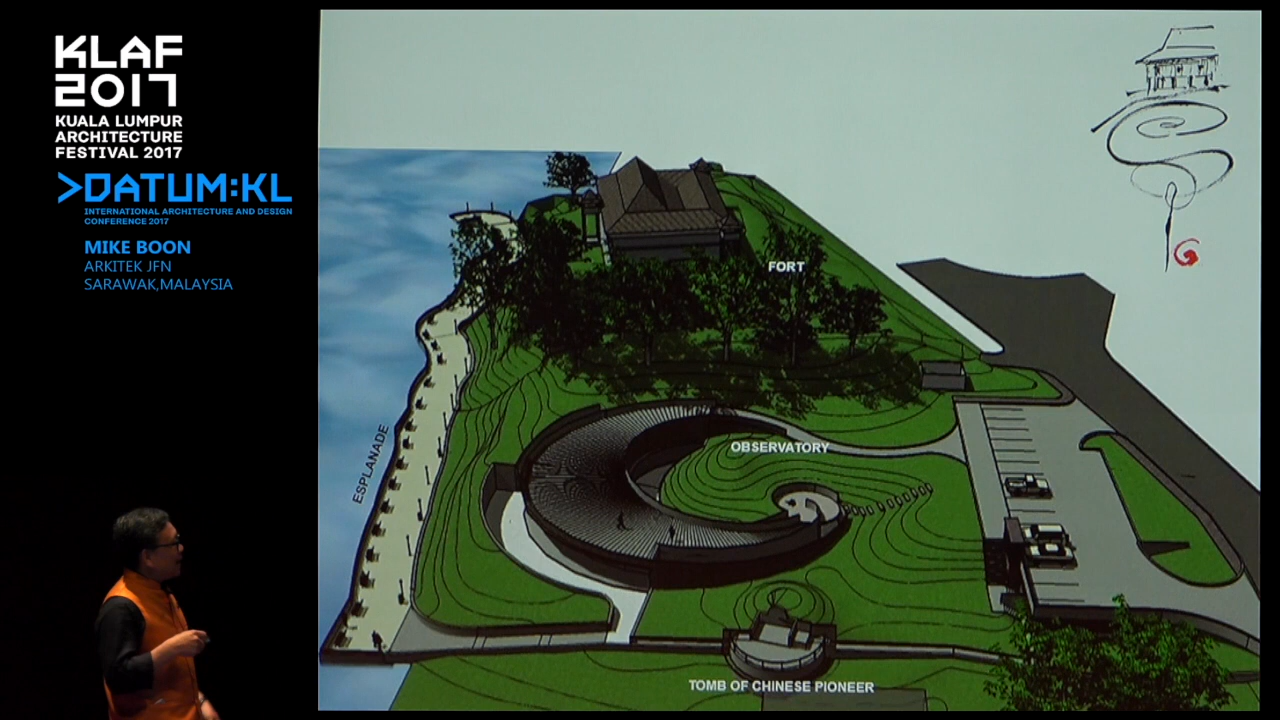 KLAF
2017
KUALA LUMPUR
ARCHITECTURE
FESTIVAL 2017
>DATUM:KL
INTERNATIONAL ARCHITECTURE AND DESIGN
CONFERENCE 2017
MIKE BOON
ARKITEK JFN
SARAWAK,MALAYSIA
FORT
OBSERVATORY
ESPLANADE
TOMB OF CHINESE PIONEER